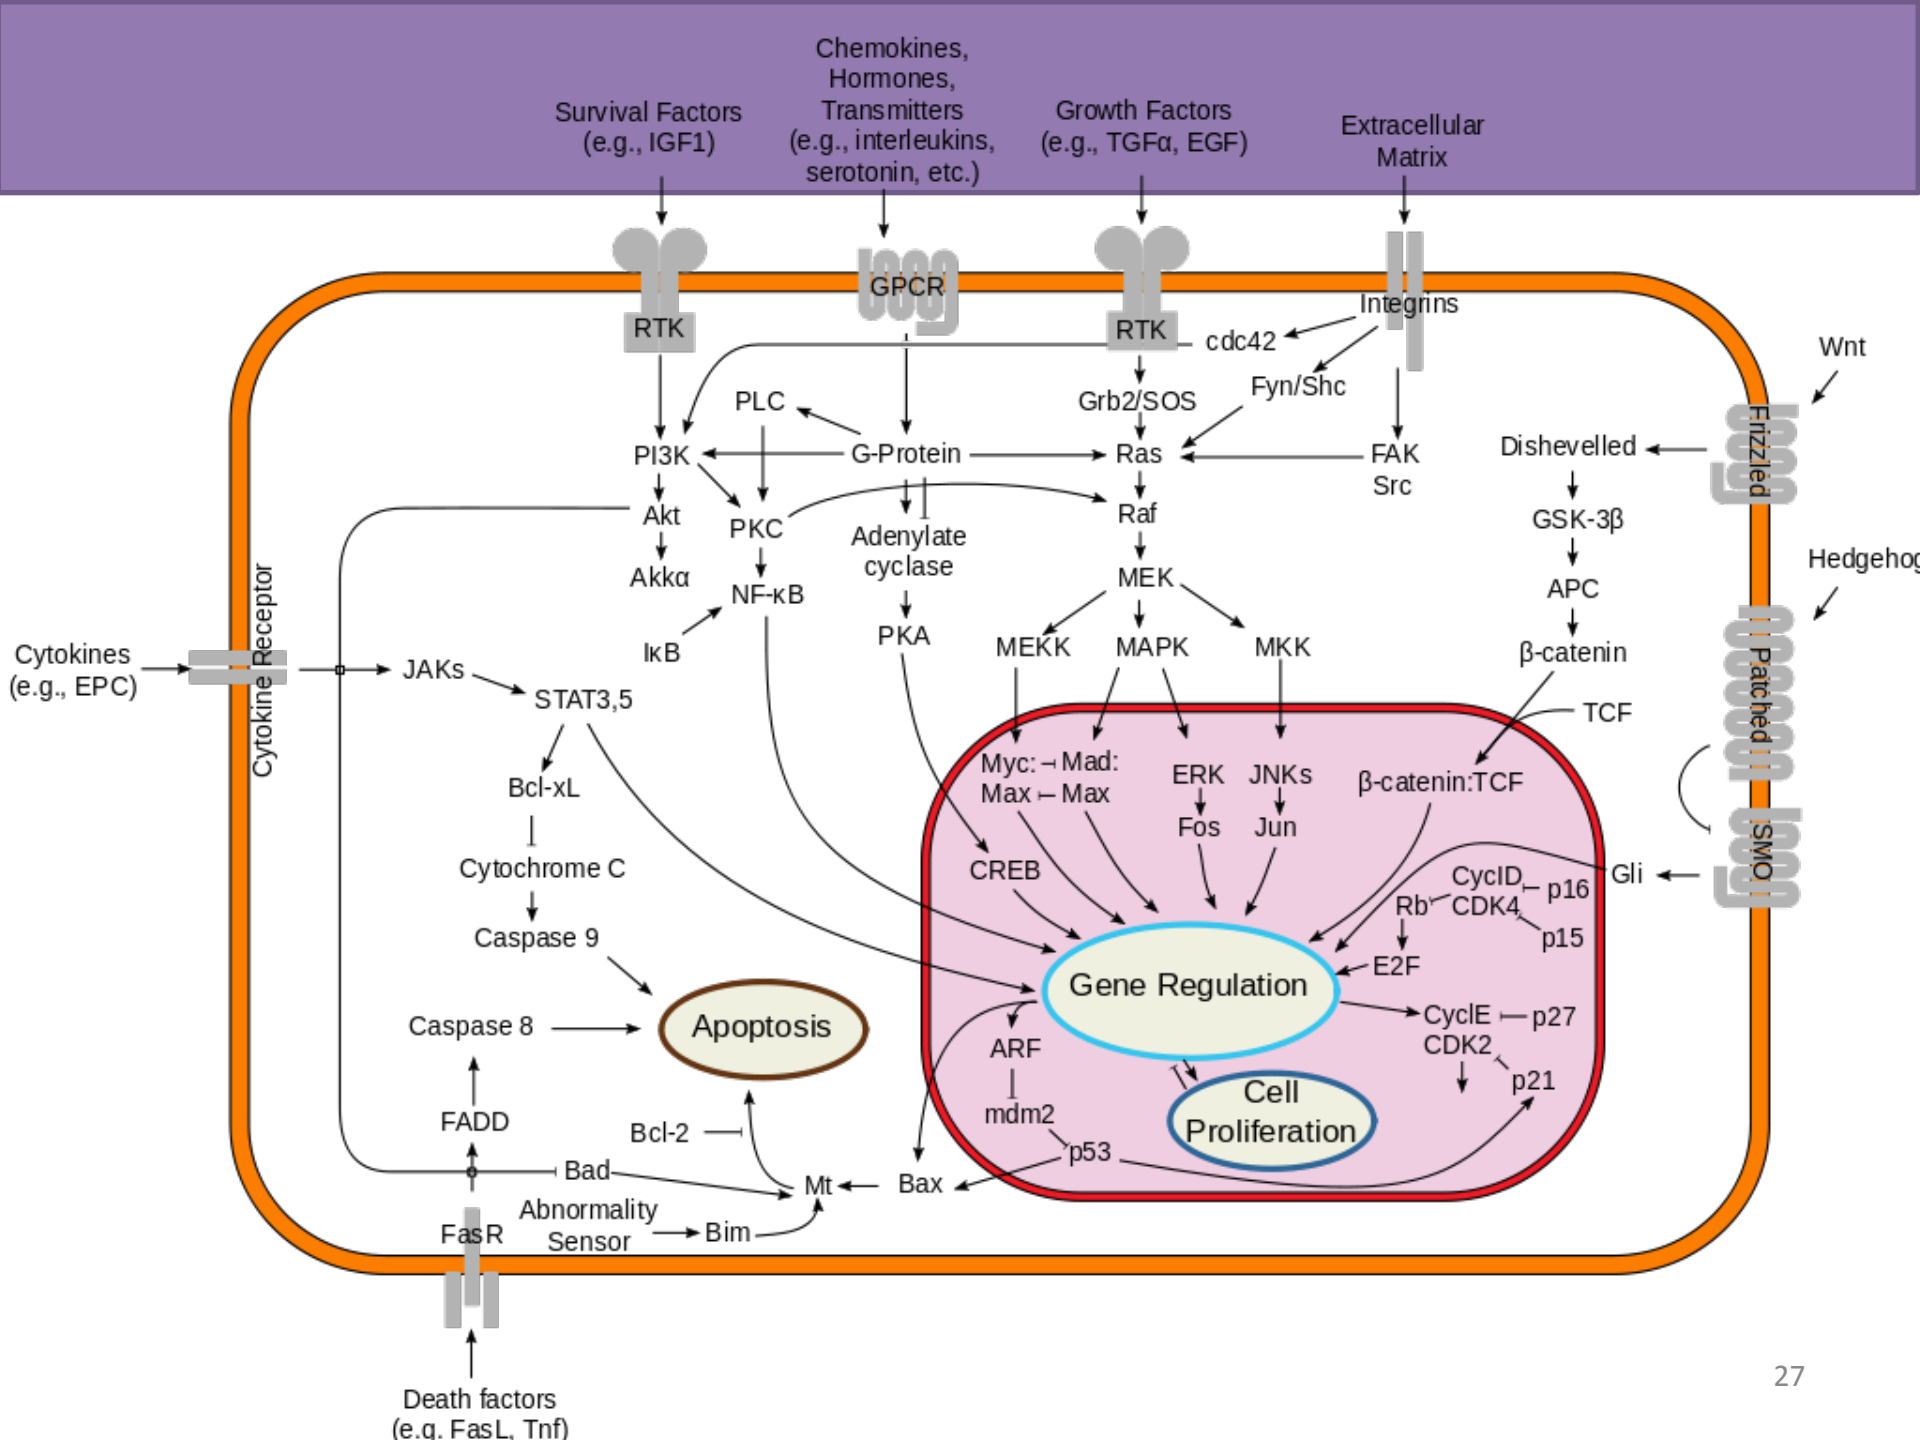 Chemokines,
Hormones,
Transmitters
(e.g., interleukins,
serotonin, etc.)
Survival Factors
(e.g., IGF1)
Growth Factors
(e.g., TGFα, EGF)
Extracellular
Matrix
RTK
GPCR
RTK
Integrins
cdc42
Wnt
PLC
Grb2/SOS
Fyn/Shc
Frizzled
PI3K
G-Protein
Ras
FAK
Src
Dishevelled
Akt
PKC
Raf
GSK-3β
Adenylate
cyclase
Hedgehog
Akkα
NF-κB
MEK
APC
IκB
PKA
MEKK
MAPK
MKK
β-catenin
Cytokines
(e.g., EPC)
Cytokine Receptor
JAKs
STAT3,5
TCF
Patched
Bcl-xL
Myc:
Max
Mad:
Max
ERK
JNKs
β-catenin:TCF
Fos
Jun
SMO
Cytochrome C
CREB
CyclD
CDK4
p16
Gli
Rb
p15
Caspase 9
E2F
Gene Regulation
Caspase 8
Apoptosis
ARF
CyclE
CDK2
p27
p21
FADD
Bcl-2
mdm2
Cell
Proliferation
p53
Bad
Mt
Bax
Abnormality
Sensor
Bim
FasR
Death factors
(e.g. FasL, Tnf)
27